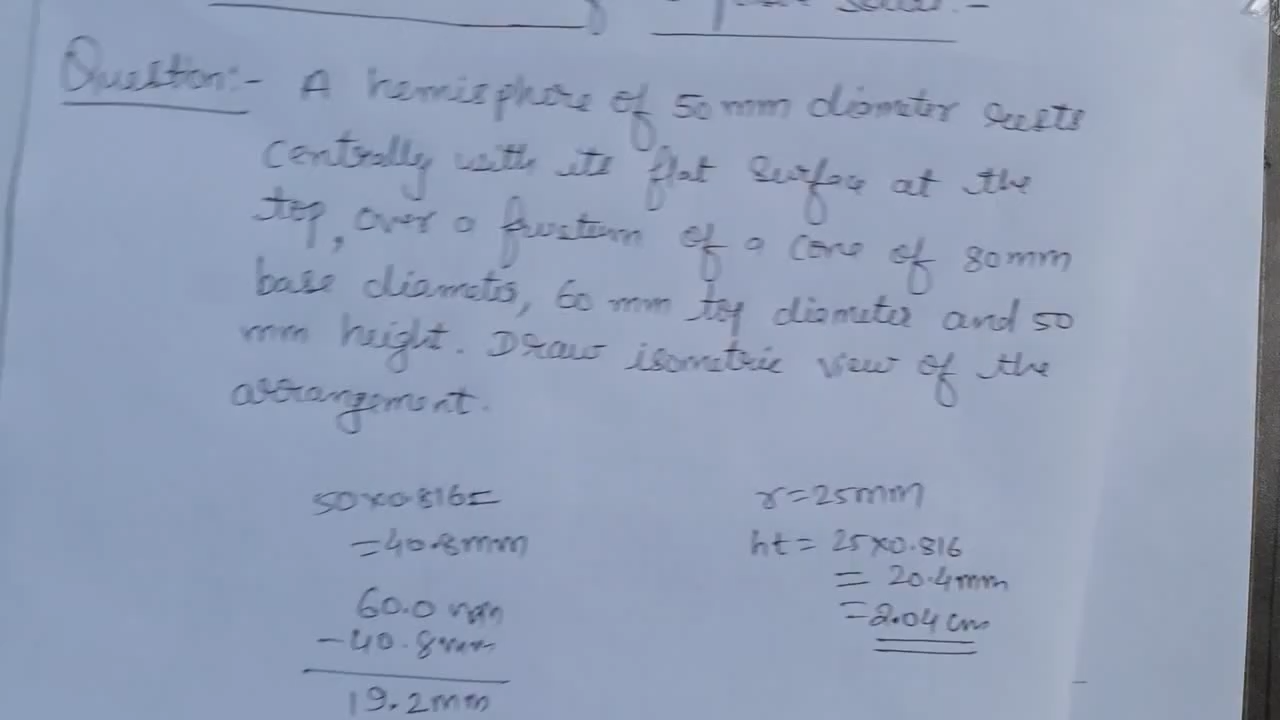 Question:- A hemisphere of 50 mm diameter rests
centrally with its flat surface at the
top, over a frustum of a cone of 80mm
base diameter, 60 mm top diameter and 50
mm height. Draw isometric view of the
arrangement.
50×0.816=
=40.8mm
60.0 mm
-40.8mm
19.2mm
r=25mm
ht= 25×0.816
= 20.4mm
=2.04cm